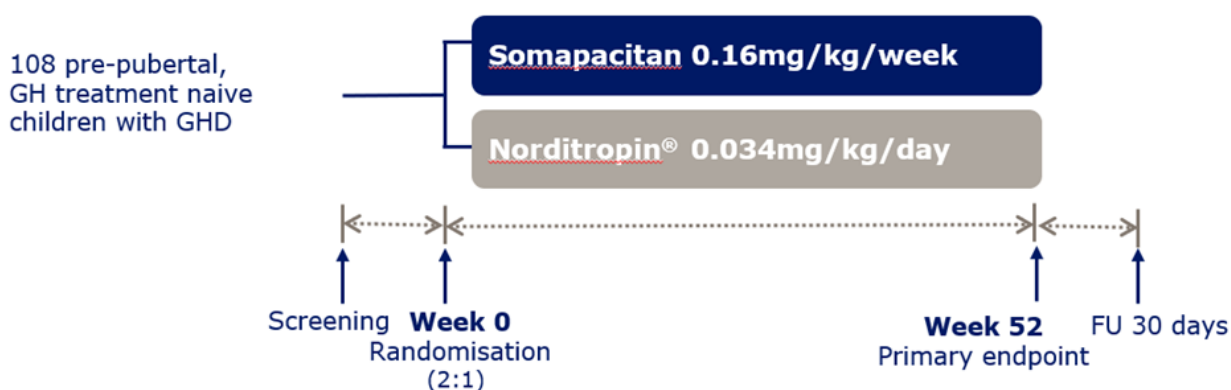 108 pre-pubertal,
GH treatment naive
children with GHD
Somapacitan 0.16mg/kg/week
Norditropin® 0.034mg/kg/day
Screening
Week 0
Randomisation
(2:1)
Week 52
Primary endpoint
FU 30 days